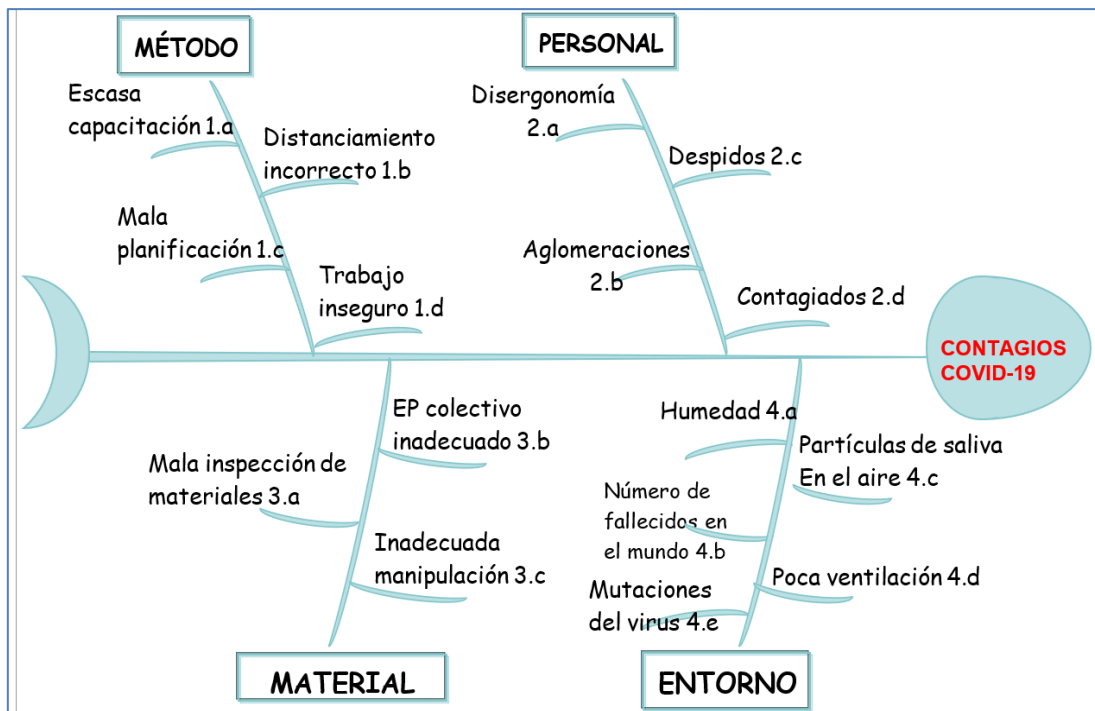 MÉTODO
Escasa
capacitación 1.a
Distanciamiento
incorrecto 1.b
Mala
planificación 1.c
Trabajo
inseguro 1.d
PERSONAL
Disergonomía
2.a
Despidos 2.c
Aglomeraciones
2.b
Contagiados 2.d
CONTAGIOS
COVID-19
EP colectivo
inadecuado 3.b
Mala inspección de
materiales 3.a
Inadecuada
manipulación 3.c
MATERIAL
Humedad 4.a
Partículas de saliva
En el aire 4.c
Número de
fallecidos en
el mundo 4.b
Poca ventilación 4.d
Mutaciones
del virus 4.e
ENTORNO